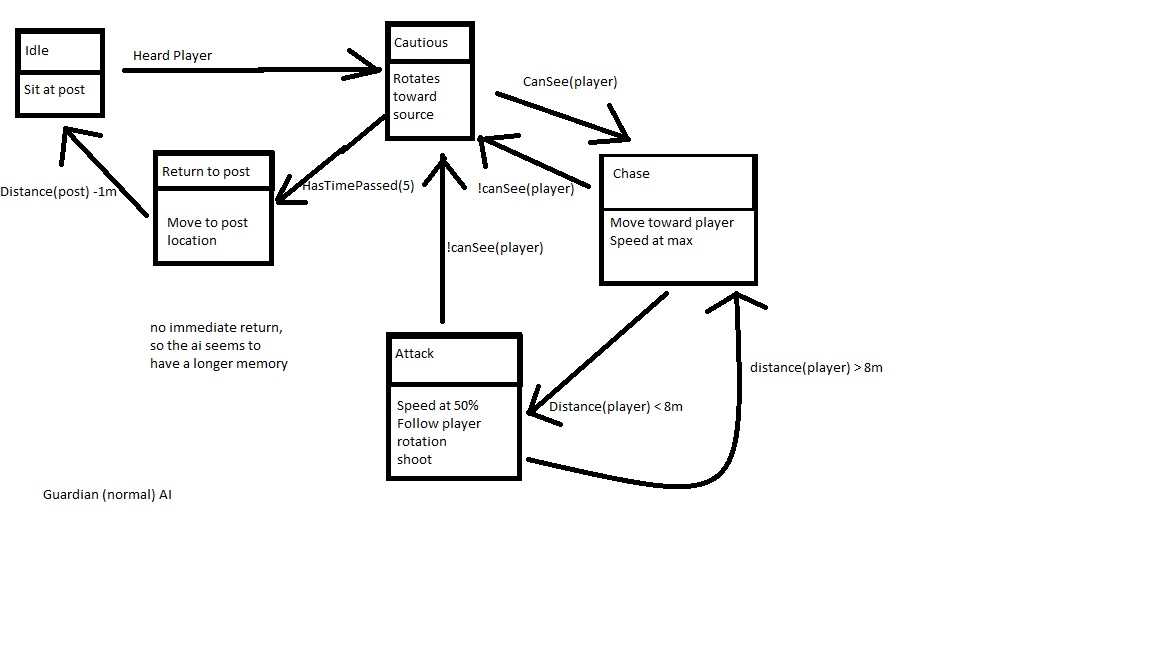 Idle
Sit at post
Heard Player
Cautious
Rotates
toward
source
CanSee(player)
Chase
Move toward player
Speed at max
!canSee(player)
HasTimePassed(5)
Return to post
Move to post
location
Distance(post) -1m
!canSee(player)
no immediate return,
so the ai seems to
have a longer memory
Attack
Speed at 50%
Follow player
rotation
shoot
Distance(player) < 8m
distance(player) > 8m
Guardian (normal) AI